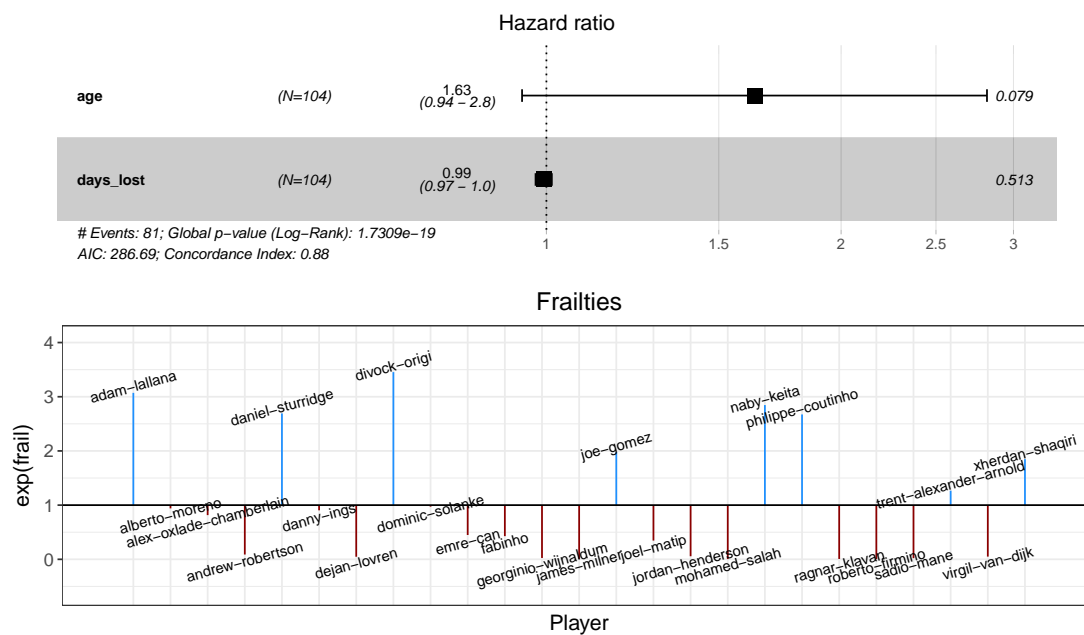 Hazard ratio
age (N=104) 1.63 0.079
(0.94 − 2.8)
days_lost (N=104) 0.99 0.513
(0.97 − 1.0)
# Events: 81; Global p−value (Log−Rank): 1.7309e−19
AIC: 286.69; Concordance Index: 0.88
1 1.5 2 2.5 3
Frailties
exp(frail)
4
3
2
1
0
adam−lallana
alberto−moreno
alex−oxlade−chamberlain
andrew−robertson
daniel−sturridge
danny−ings
dejan−lovren
divock−origi
dominic−solanke
emre−can
fabinho
georginio−wijnaldum
james−milner
joe−gomez
joel−matip
jordan−henderson
mohamed−salah
naby−keita
philippe−coutinho
ragnar−klavan
roberto−firmino
sadio−mane
trent−alexander−arnold
virgil−van−dijk
xherdan−shaqiri
Player